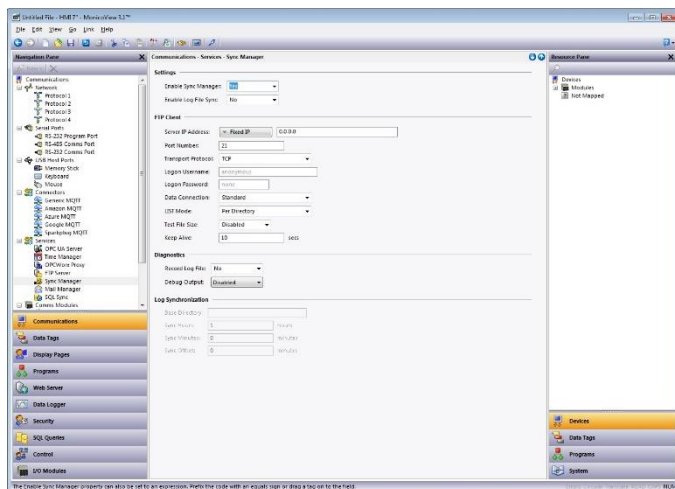 Untitled File - HMI 7" - MonicoView 3.1™
File Edit View Go Link Help
Navigation Pane
Communications
Network
Protocol 1
Protocol 2
Protocol 3
Protocol 4
Serial Ports
RS-232 Program Port
RS-485 Comms Port
RS-232 Comms Port
USB Host Ports
Memory Stick
Keyboard
Mouse
Connectors
Generic MQTT
Amazon MQTT
Azure MQTT
Google MQTT
Sparkplug MQTT
Services
OPC UA Server
Time Manager
OPCWorx Proxy
FTP Server
Sync Manager
Mail Manager
SQL Sync
Comms Modules
Communications
Data Tags
Display Pages
Programs
Web Server
Data Logger
Security
SQL Queries
Control
I/O Modules
Communications - Services - Sync Manager
Settings
Enable Sync Manager: Yes
Enable Log File Sync: No
FTP Client
Server IP Address: Fixed IP 0.0.0.0
Port Number: 21
Transport Protocol: TCP
Logon Username: anonymous
Logon Password: none
Data Connection: Standard
LIST Mode: Per Directory
Test File Size: Disabled
Keep Alive: 10 secs
Diagnostics
Record Log File: No
Debug Output: Disabled
Log Synchronization
Base Directory:
Sync Hours: 1 hours
Sync Minutes: 0 minutes
Sync Offset: 0 minutes
Resource Pane
Devices
Modules
Not Mapped
Devices
Data Tags
Programs
System
The Enable Sync Manager property can also be set to an expression. Prefix the code with an equals sign or drag a tag on to the field.
NUM